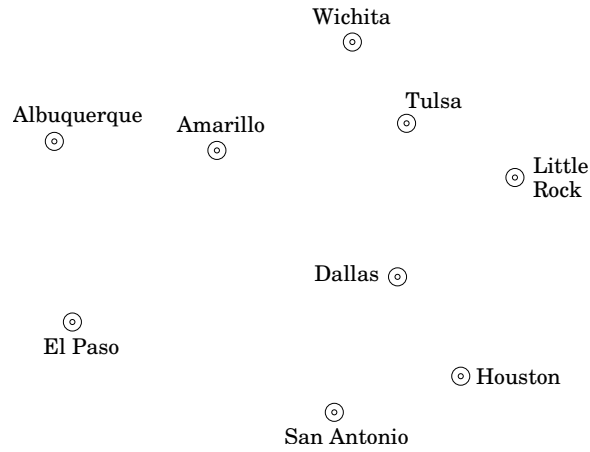 Wichita
Tulsa
Albuquerque
Amarillo
Little
Rock
Dallas
El Paso
Houston
San Antonio